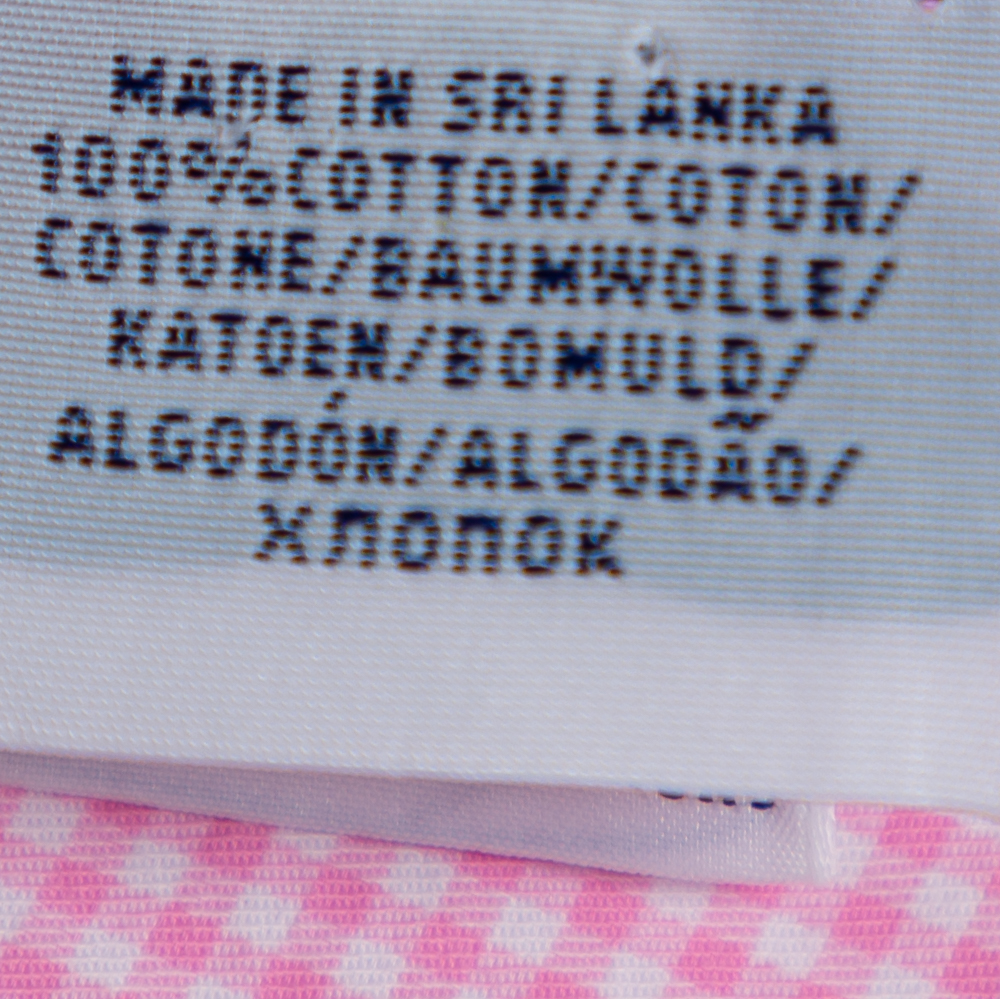 MADE IN SRI LANKA
100%COTTON/COTON/
COTONE/BAUMWOLLE/
KATOEN/BOMULD/
ALGODÓN/ALGODÃO/
ХЛОПОК